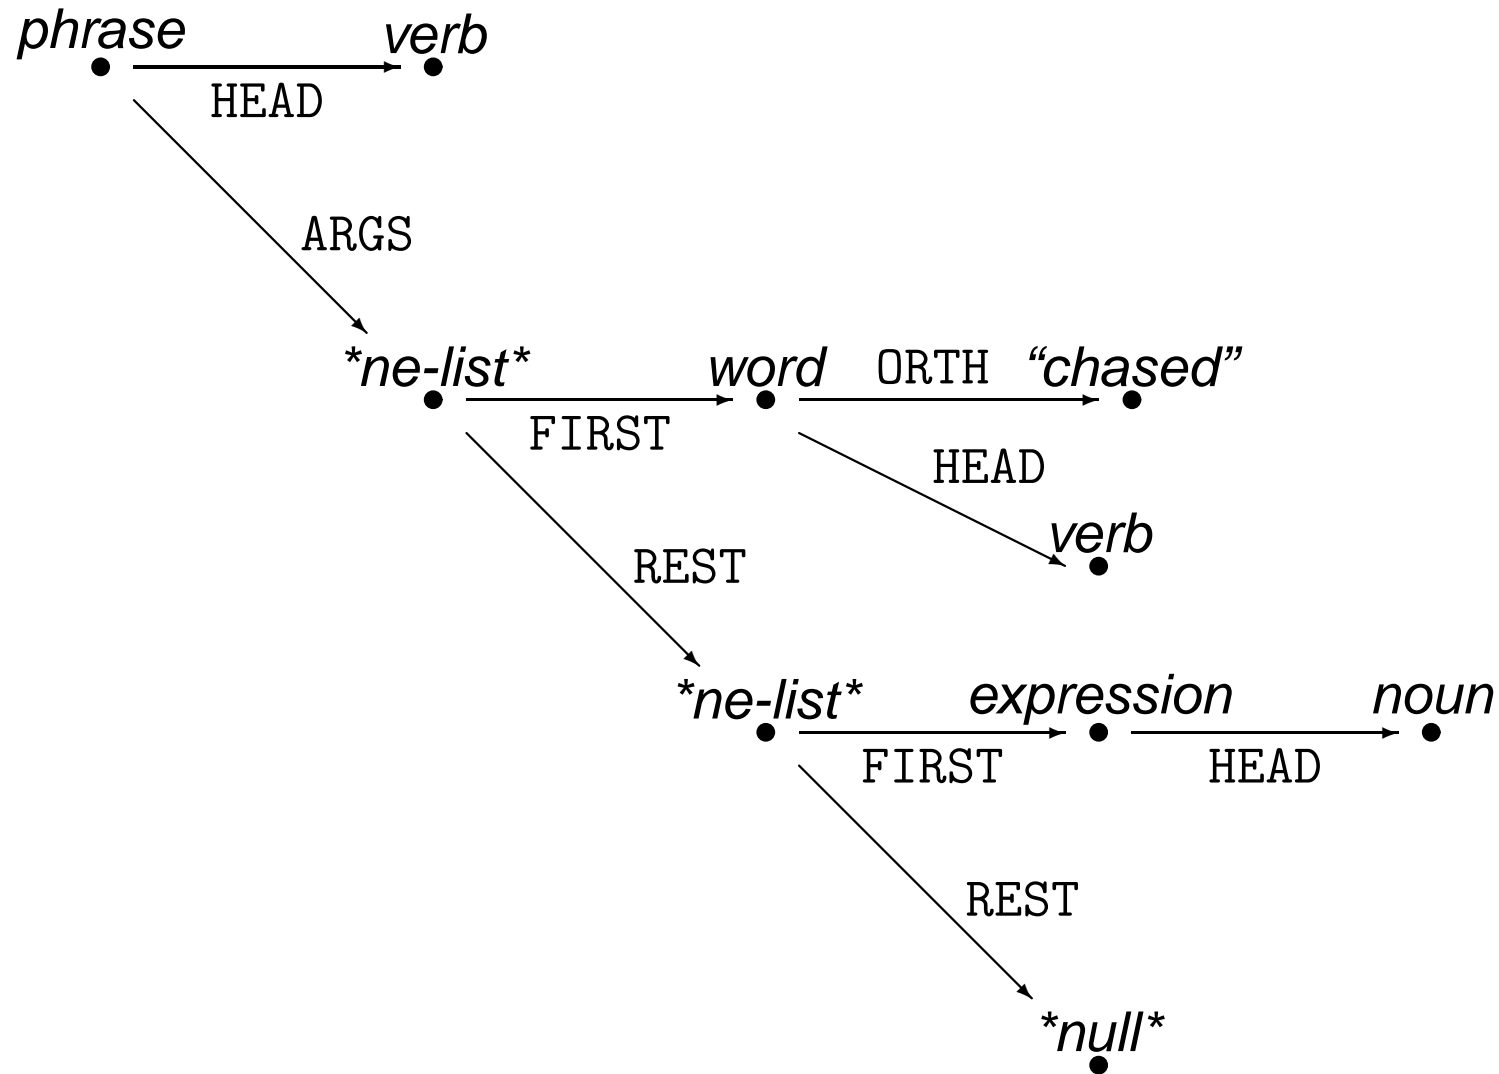 phrase verb
HEAD
ARGS
*ne-list* word ORTH “chased”
FIRST
HEAD
verb
REST
*ne-list* expression noun
FIRST HEAD
REST
*null*